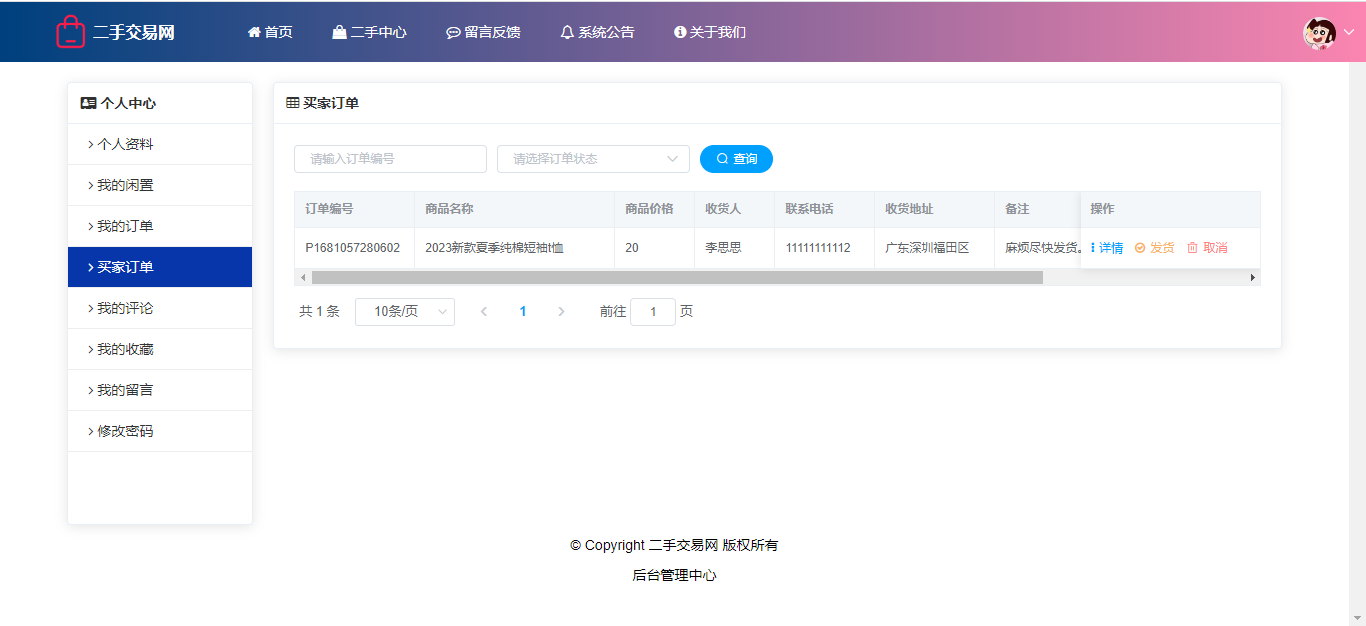 二手交易网 首页 二手中心 留言反馈 系统公告 关于我们
个人中心
个人资料
我的闲置
我的订单
买家订单
我的评论
我的收藏
我的留言
修改密码
买家订单
请输入订单编号 请选择订单状态 查询
订单编号 商品名称 商品价格 收货人 联系电话 收货地址 备注 操作
P1681057280602 2023新款夏季纯棉短袖t恤 20 李思思 11111111112 广东深圳福田区 麻烦尽快发货。 详情 发货 取消
共 1 条 10条/页 1 前往 1 页
© Copyright 二手交易网 版权所有
后台管理中心